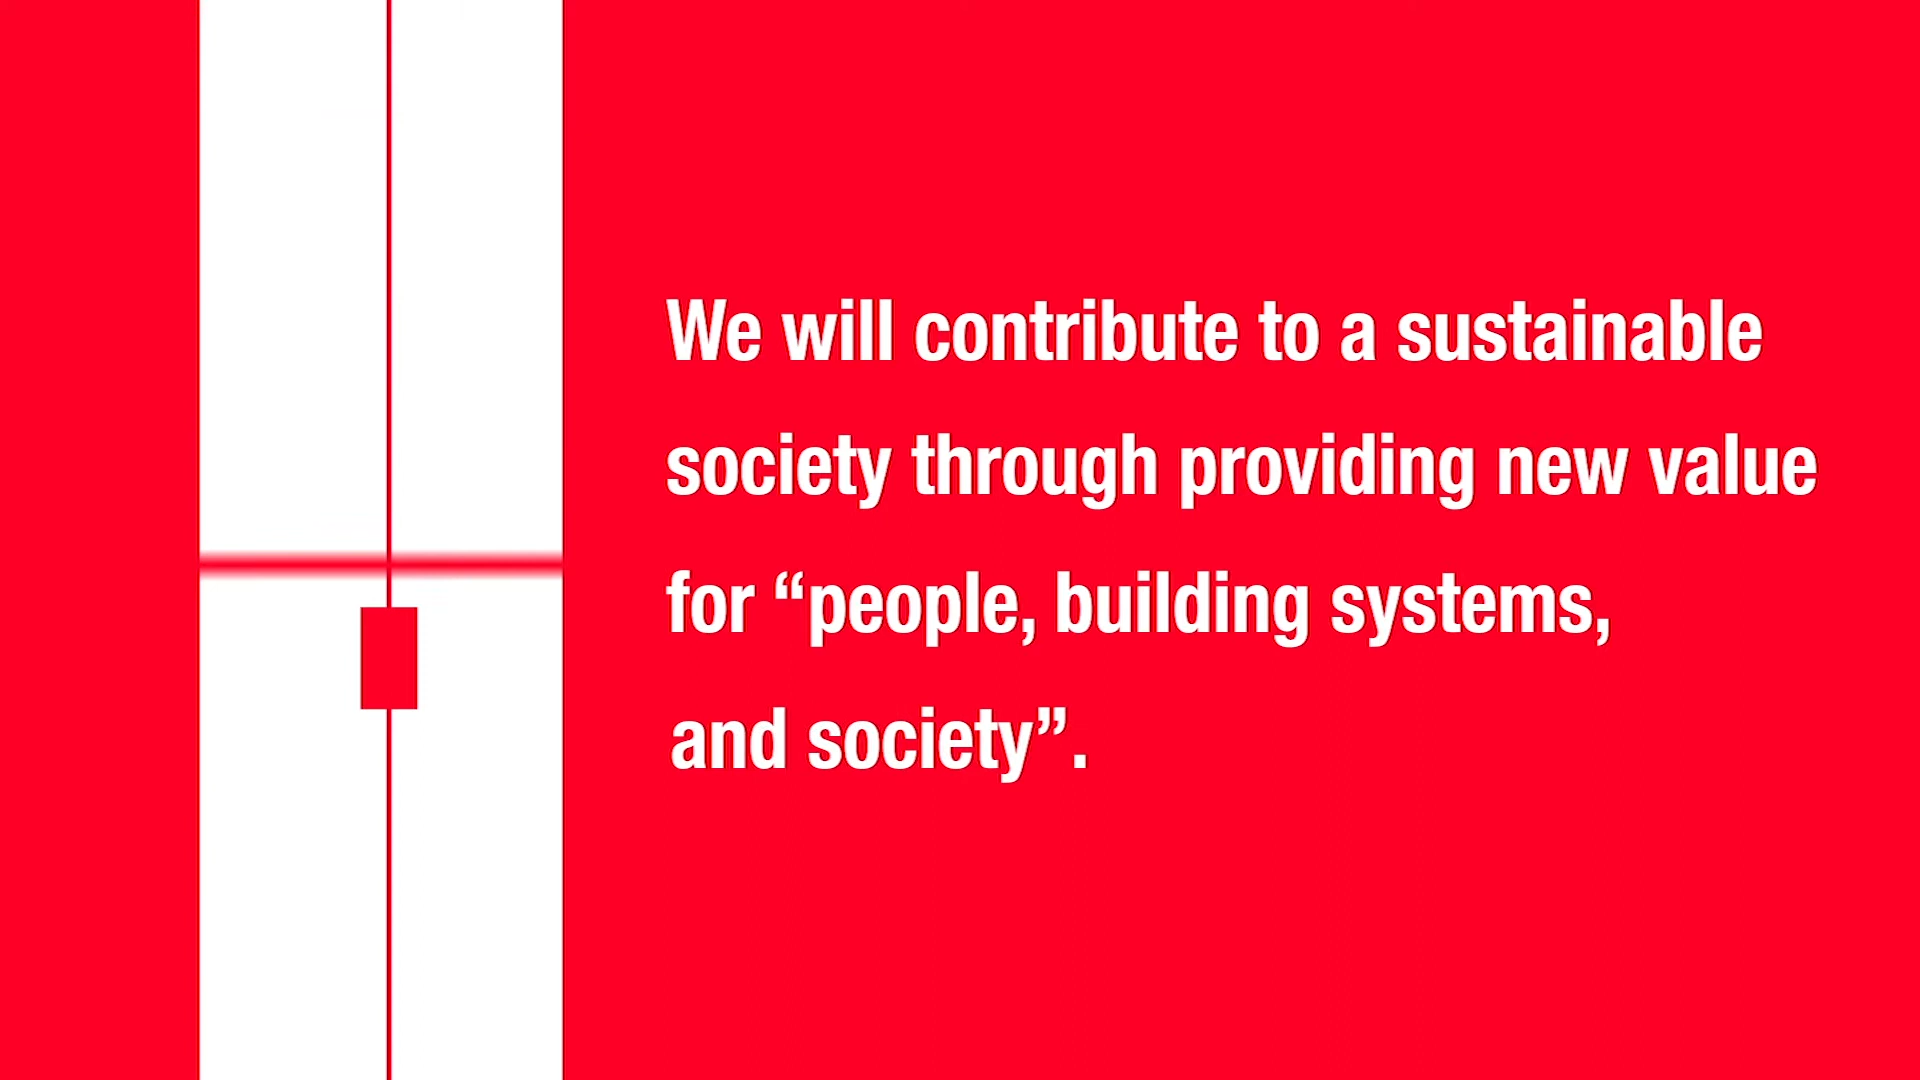 We will contribute to a sustainable
society through providing new value
for “people, building systems,
and society”.